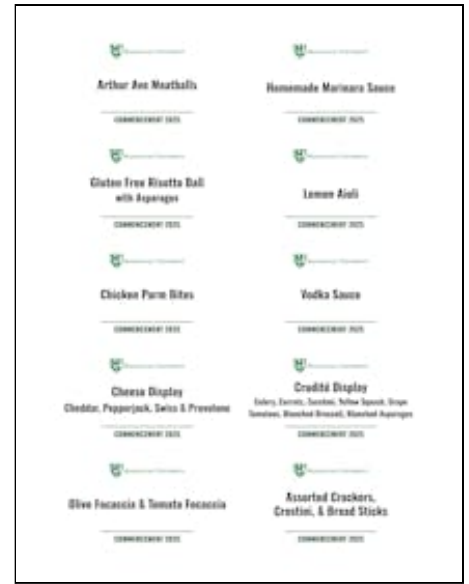 Arthur Ave Meatballs
COMMENCEMENT 2025
Homemade Marinara Sauce
COMMENCEMENT 2025
Gluten Free Risotto Ball
with Asparagus
COMMENCEMENT 2025
Lemon Aioli
COMMENCEMENT 2025
Chicken Parm Bites
COMMENCEMENT 2025
Vodka Sauce
COMMENCEMENT 2025
Cheese Display
Cheddar, Pepperjack, Swiss & Provolone
COMMENCEMENT 2025
Crudité Display
Celery, Carrots, Zucchini, Yellow Squash, Grape
Tomatoes, Blanched Broccoli, Blanched Asparagus
COMMENCEMENT 2025
Olive Focaccia & Tomato Focaccia
COMMENCEMENT 2025
Assorted Crackers,
Crostini, & Bread Sticks
COMMENCEMENT 2025